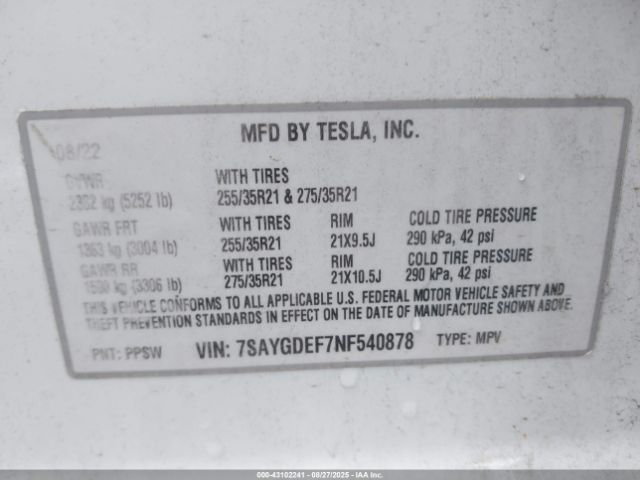 MFD BY TESLA, INC.
08/22
GVWR WITH TIRES
2382 kg (5252 lb) 255/35R21 & 275/35R21
GAWR FRT WITH TIRES RIM COLD TIRE PRESSURE
1363 kg (3004 lb) 255/35R21 21X9.5J 290 kPa, 42 psi
GAWR RR WITH TIRES RIM COLD TIRE PRESSURE
1500 kg (3306 lb) 275/35R21 21X10.5J 290 kPa, 42 psi
THIS VEHICLE CONFORMS TO ALL APPLICABLE U.S. FEDERAL MOTOR VEHICLE SAFETY AND
THEFT PREVENTION STANDARDS IN EFFECT ON THE DATE OF MANUFACTURE SHOWN ABOVE.
PNT: PPSW VIN: 7SAYGDEF7NF540878 TYPE: MPV
000-43102241 - 08/27/2025 - IAAI.COM